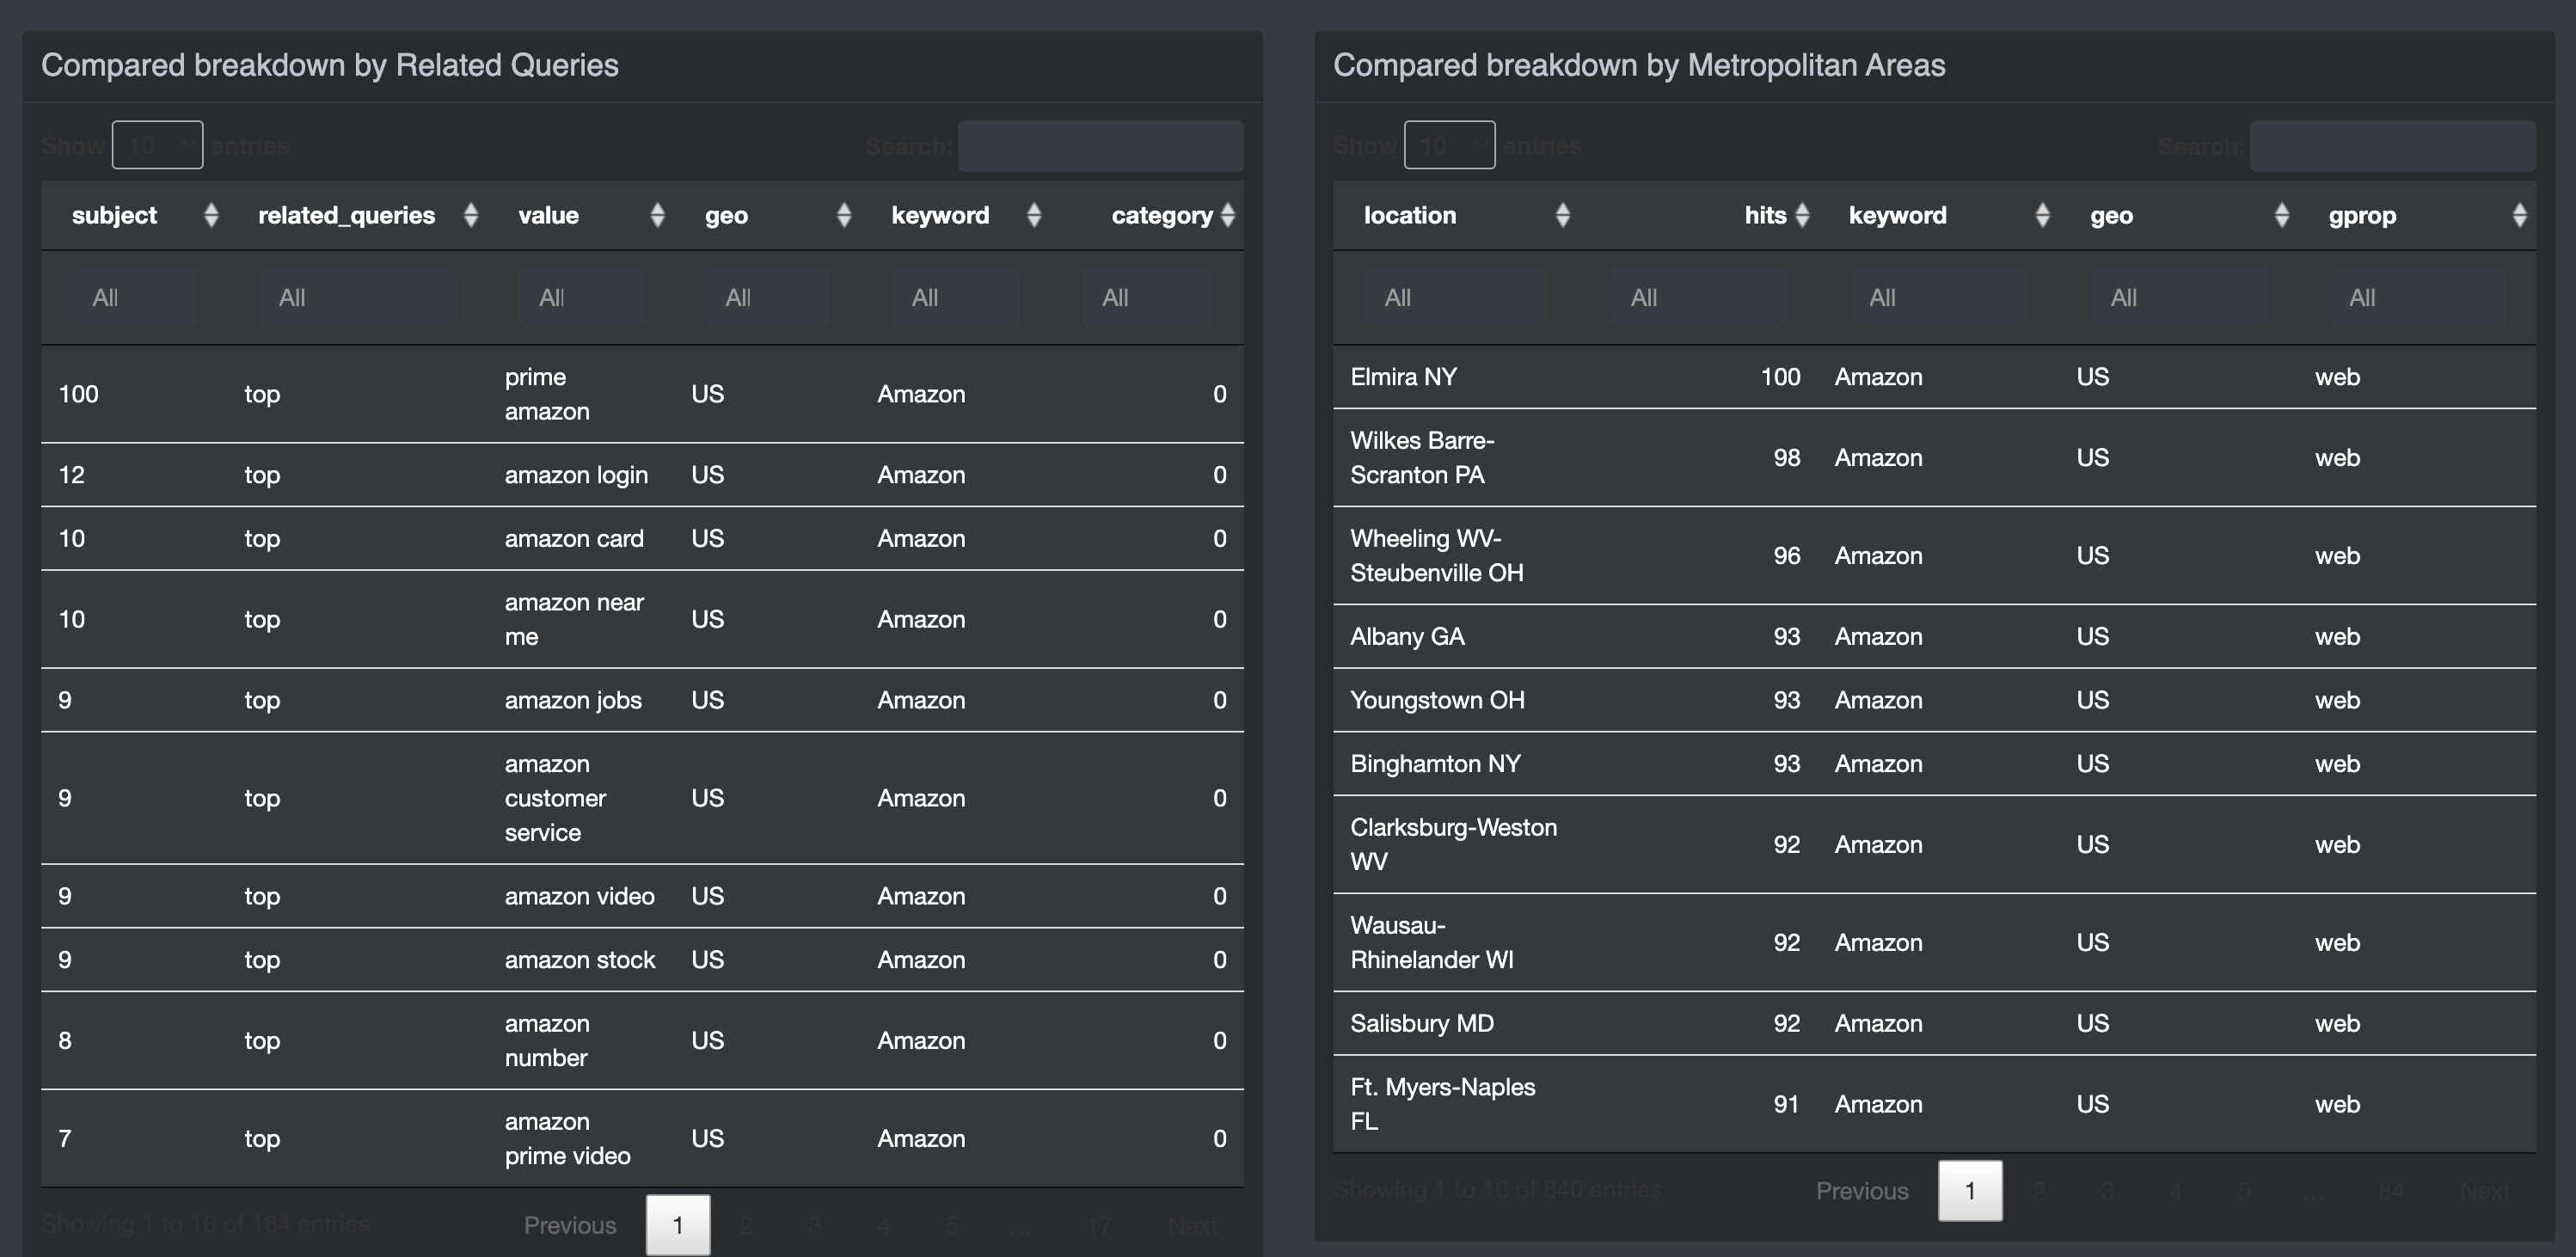 Compared breakdown by Related Queries
Show 10 entries Search:
subject related_queries value geo keyword category
All All All All All All
100 top prime amazon US Amazon 0
12 top amazon login US Amazon 0
10 top amazon card US Amazon 0
10 top amazon near me US Amazon 0
9 top amazon jobs US Amazon 0
9 top amazon customer service US Amazon 0
9 top amazon video US Amazon 0
9 top amazon stock US Amazon 0
8 top amazon number US Amazon 0
7 top amazon prime video US Amazon 0
Showing 1 to 10 of 164 entries Previous 1 2 3 4 5 … 17 Next
Compared breakdown by Metropolitan Areas
Show 10 entries Search:
location hits keyword geo gprop
All All All All All
Elmira NY 100 Amazon US web
Wilkes Barre-Scranton PA 98 Amazon US web
Wheeling WV-Steubenville OH 96 Amazon US web
Albany GA 93 Amazon US web
Youngstown OH 93 Amazon US web
Binghamton NY 93 Amazon US web
Clarksburg-Weston WV 92 Amazon US web
Wausau-Rhinelander WI 92 Amazon US web
Salisbury MD 92 Amazon US web
Ft. Myers-Naples FL 91 Amazon US web
Showing 1 to 10 of 840 entries Previous 1 2 3 4 5 … 84 Next